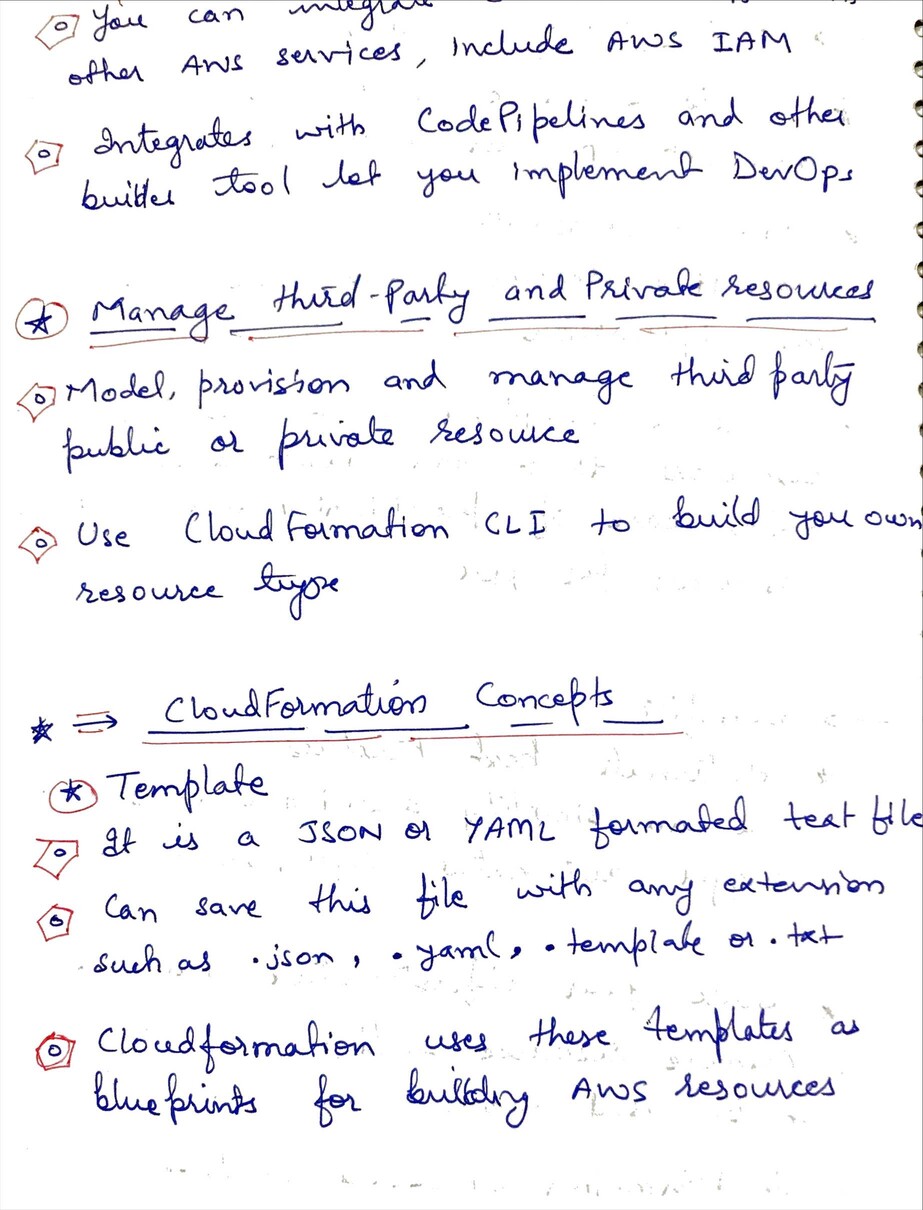 You can integrate
other AWS services, include AWS IAM
Integrates with CodePipelines and other
builder tool let you implement DevOps
Manage third-Party and Private resources
Model, provision and manage third party
public or private resource
Use CloudFormation CLI to build you own
resource type
⇒ CloudFormation Concepts
Template
It is a JSON or YAML formated text file
Can save this file with any extension
such as .json, .yaml, .template or .txt
Cloudformation uses these templates as
blueprints for building AWS resources